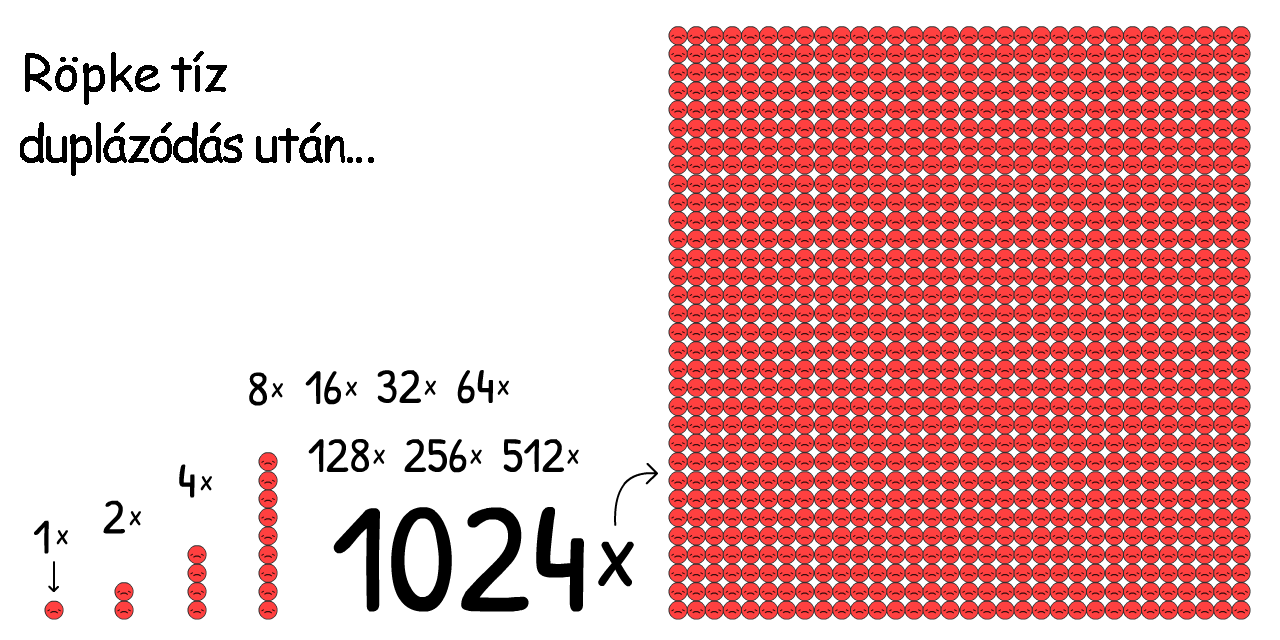 Röpke tíz
duplázódás után...
1x
2x
4x
8x 16x 32x 64x
128x 256x 512x
1024x